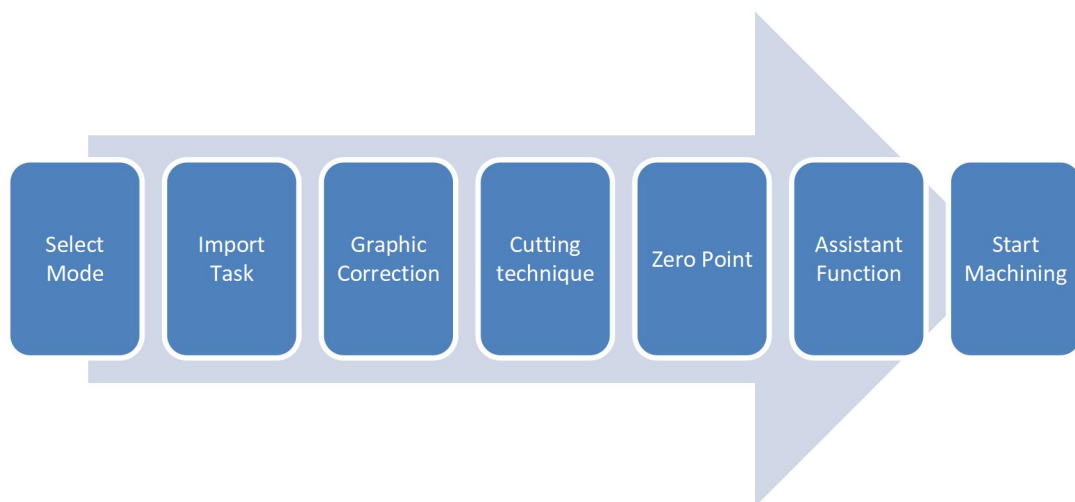 Select
Mode
Import
Task
Graphic
Correction
Cutting
technique
Zero Point
Assistant
Function
Start
Machining